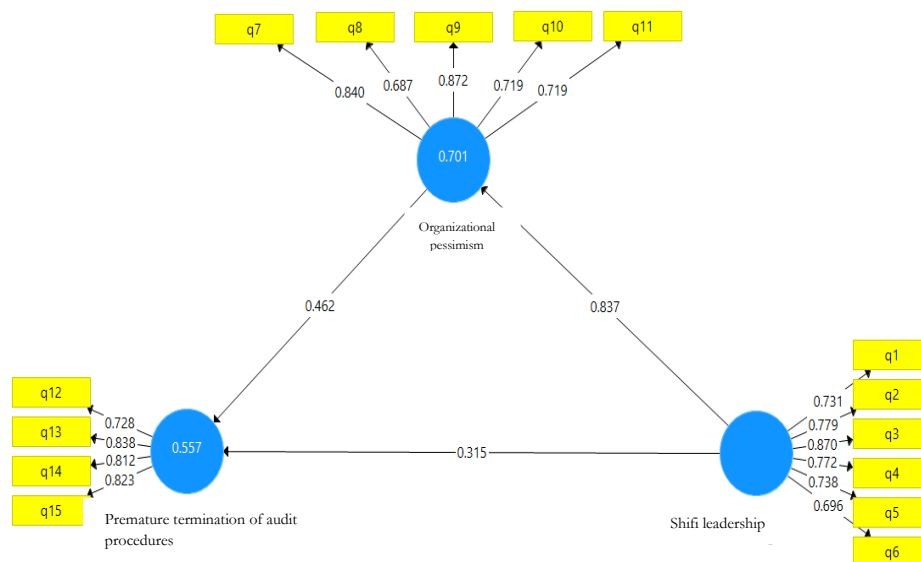 q7
q8
q9
q10
q11
0.840
0.687
0.872
0.719
0.719
0.701
Organizational
pessimism
0.462
0.837
q12
q13
q14
q15
0.728
0.838
0.812
0.823
0.557
Premature termination of audit
procedures
0.315
q1
q2
q3
q4
q5
q6
0.731
0.779
0.870
0.772
0.738
0.696
Shifi leadership